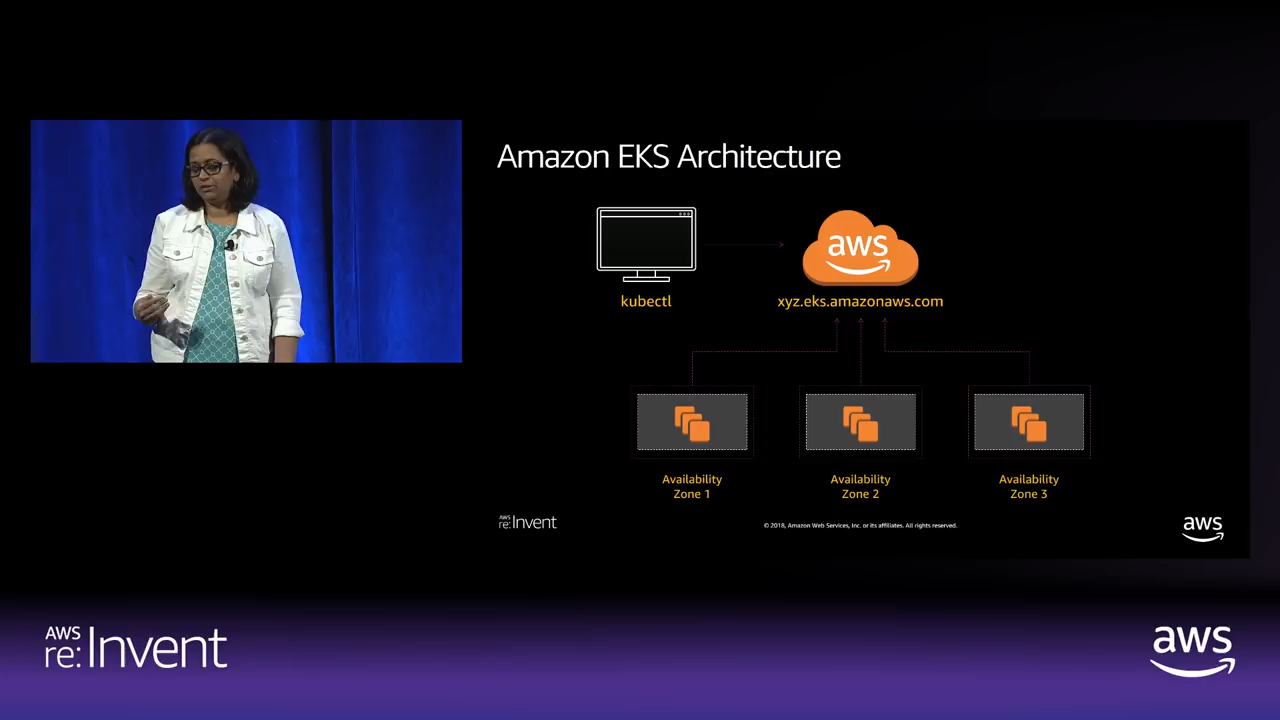 Amazon EKS Architecture
aws
kubectl
xyz.eks.amazonaws.com
Availability
Zone 1
Availability
Zone 2
Availability
Zone 3
AWS
re:Invent
© 2018, Amazon Web Services, Inc. or its affiliates. All rights reserved.
aws
AWS
re:Invent
aws